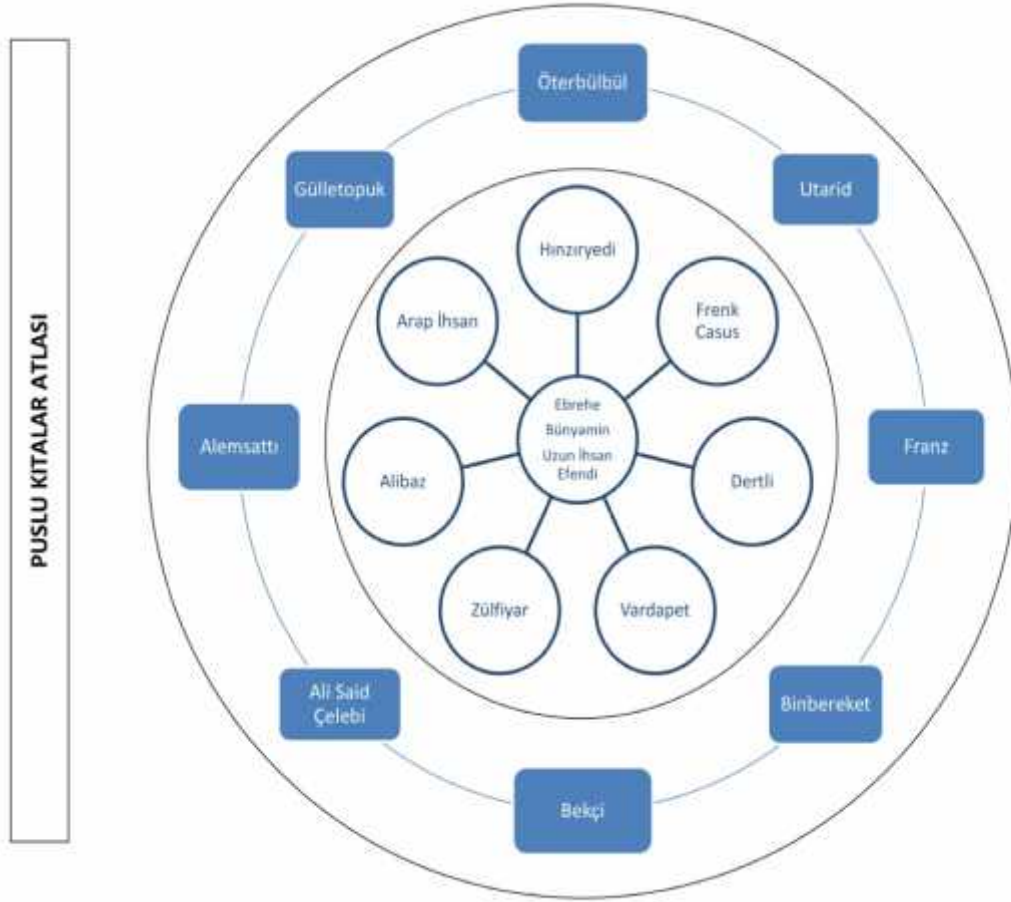 PUSLU KITALAR ATLASI
Öterbülbül
Gülletopuk
Utarid
Hınzıryedi
Arap İhsan
Frenk
Casus
Ebrehe
Bünyamin
Uzun İhsan
Efendi
Alemsattı
Franz
Alibaz
Dertli
Zülfiyar
Vardapet
Ali Said
Çelebi
Binbereket
Bekçi